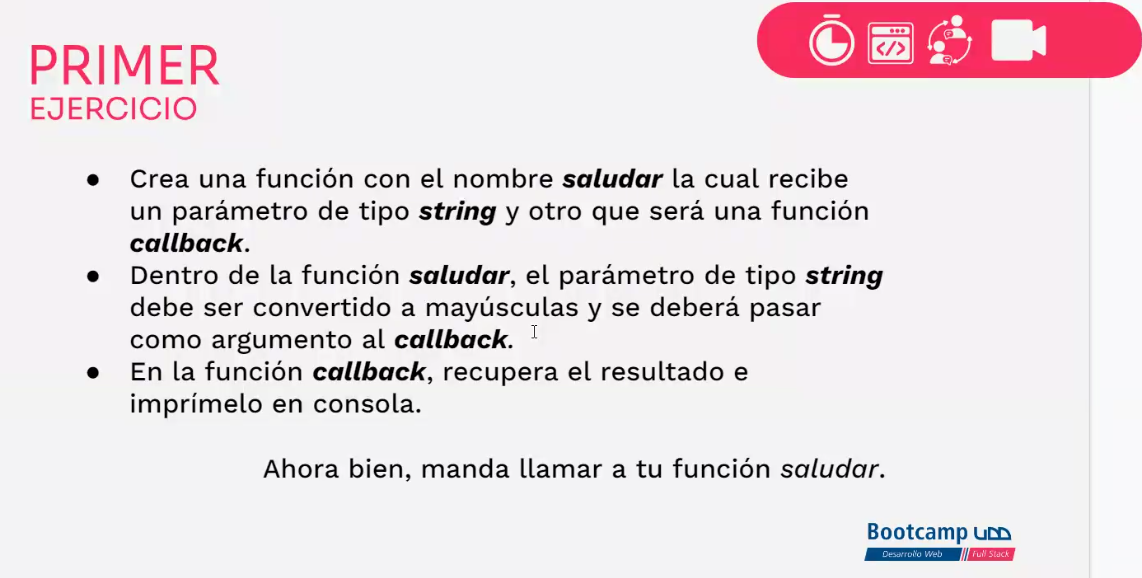 PRIMER
EJERCICIO
● Crea una función con el nombre saludar la cual recibe
un parámetro de tipo string y otro que será una función
callback.
● Dentro de la función saludar, el parámetro de tipo string
debe ser convertido a mayúsculas y se deberá pasar
como argumento al callback.
● En la función callback, recupera el resultado e
imprímelo en consola.
Ahora bien, manda llamar a tu función saludar.
Bootcamp UDD
Desarrollo Web Full Stack